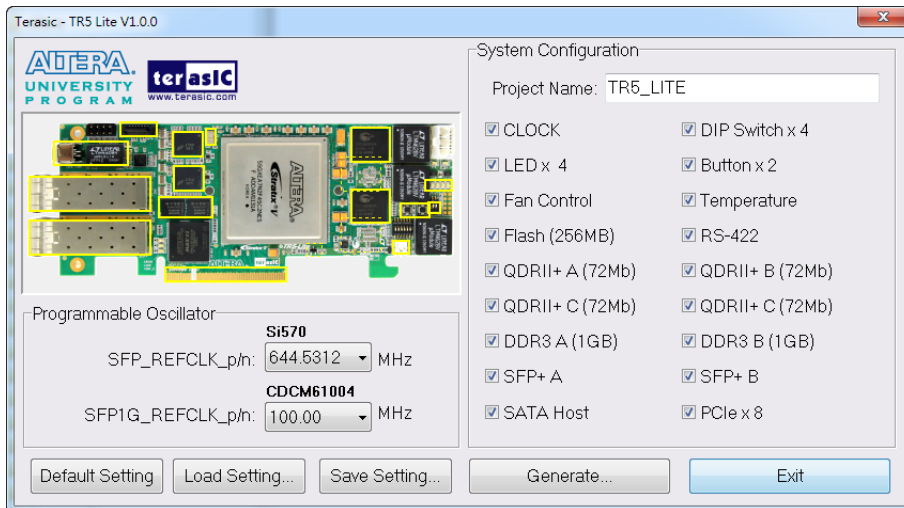 Terasic - TR5 Lite V1.0.0
ALTERA.
UNIVERSITY
PROGRAM
terasIC
www.terasic.com
ALTERA
Stratix V
ALTERA
Programmable Oscillator
Si570
SFP_REFCLK_p/n: 644.5312 MHz
CDCM61004
SFP1G_REFCLK_p/n: 100.00 MHz
System Configuration
Project Name: TR5_LITE
CLOCK DIP Switch x 4
LED x 4 Button x 2
Fan Control Temperature
Flash (256MB) RS-422
QDRII+ A (72Mb) QDRII+ B (72Mb)
QDRII+ C (72Mb) QDRII+ C (72Mb)
DDR3 A (1GB) DDR3 B (1GB)
SFP+ A SFP+ B
SATA Host PCIe x 8
Default Setting Load Setting... Save Setting... Generate... Exit